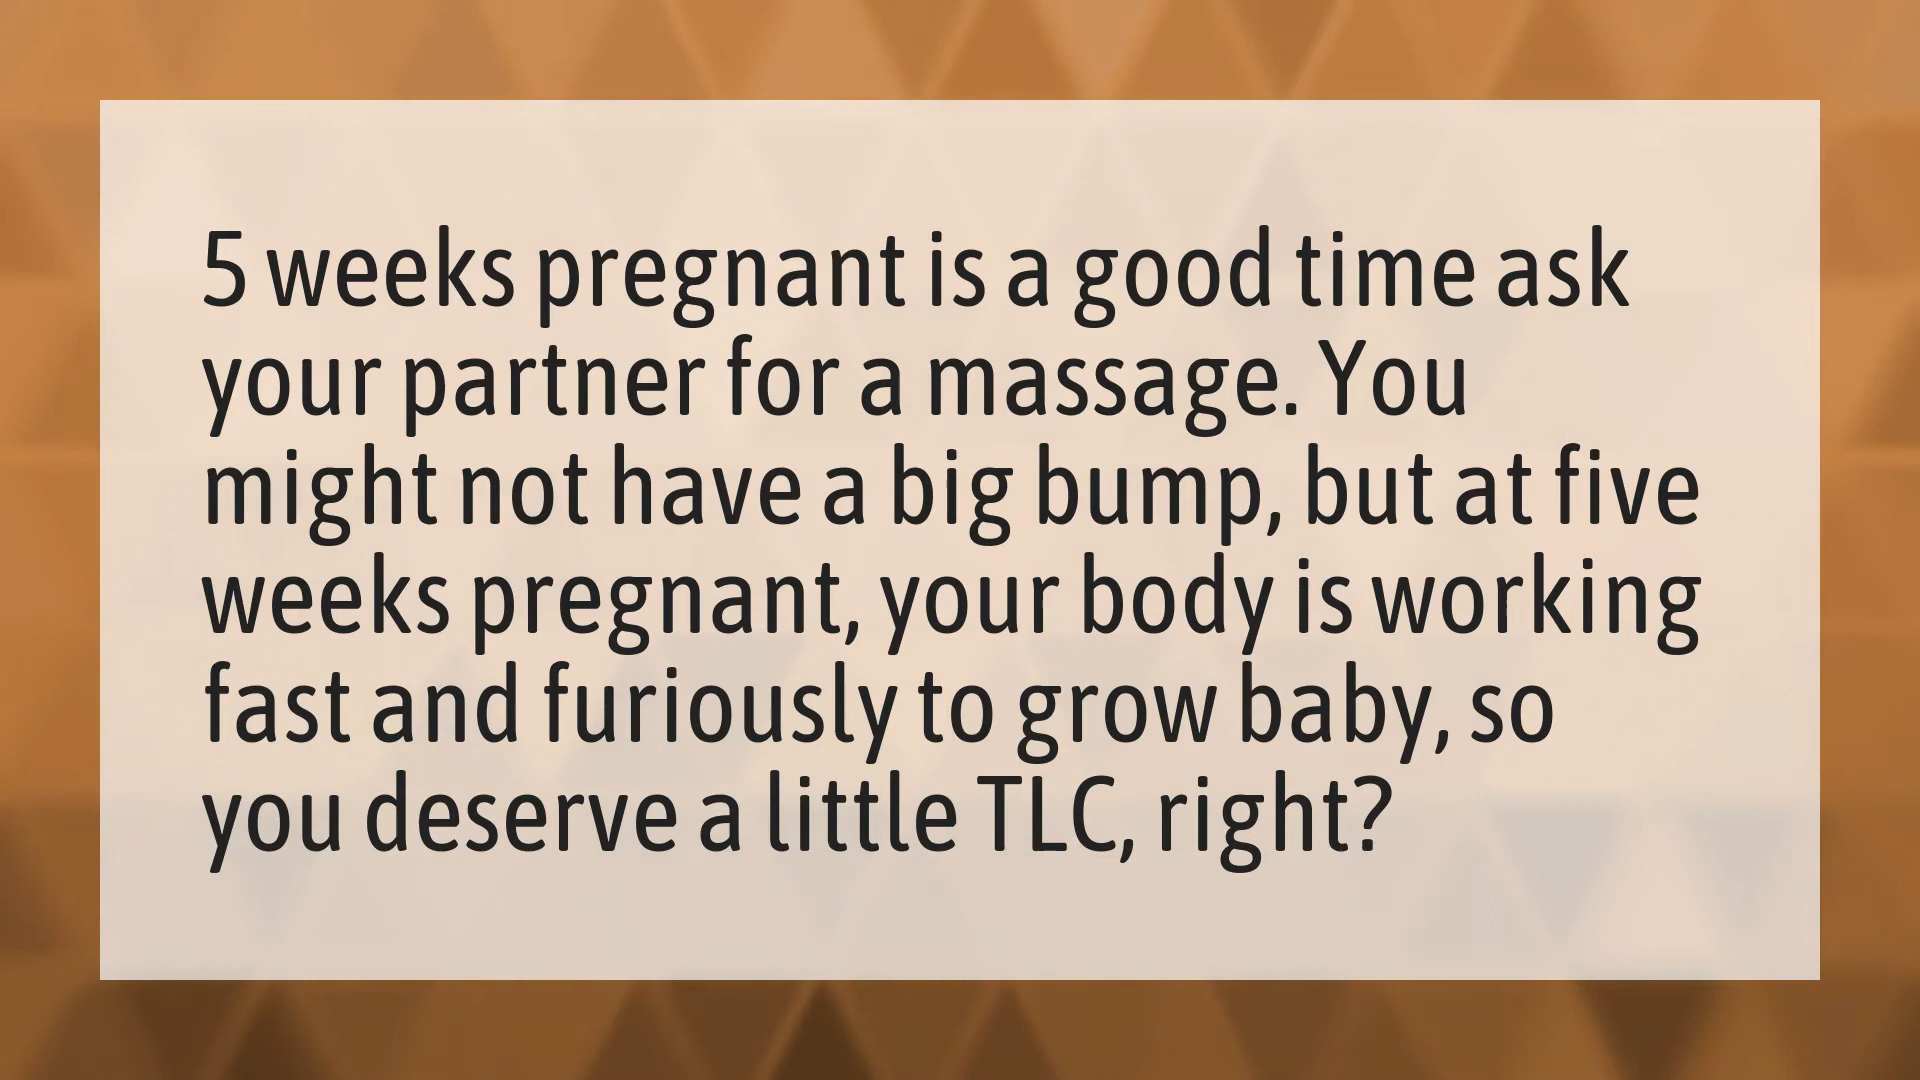 5 weeks pregnant is a good time ask
your partner for a massage. You
might not have a big bump, but at five
weeks pregnant, your body is working
fast and furiously to grow baby, so
you deserve a little TLC, right?